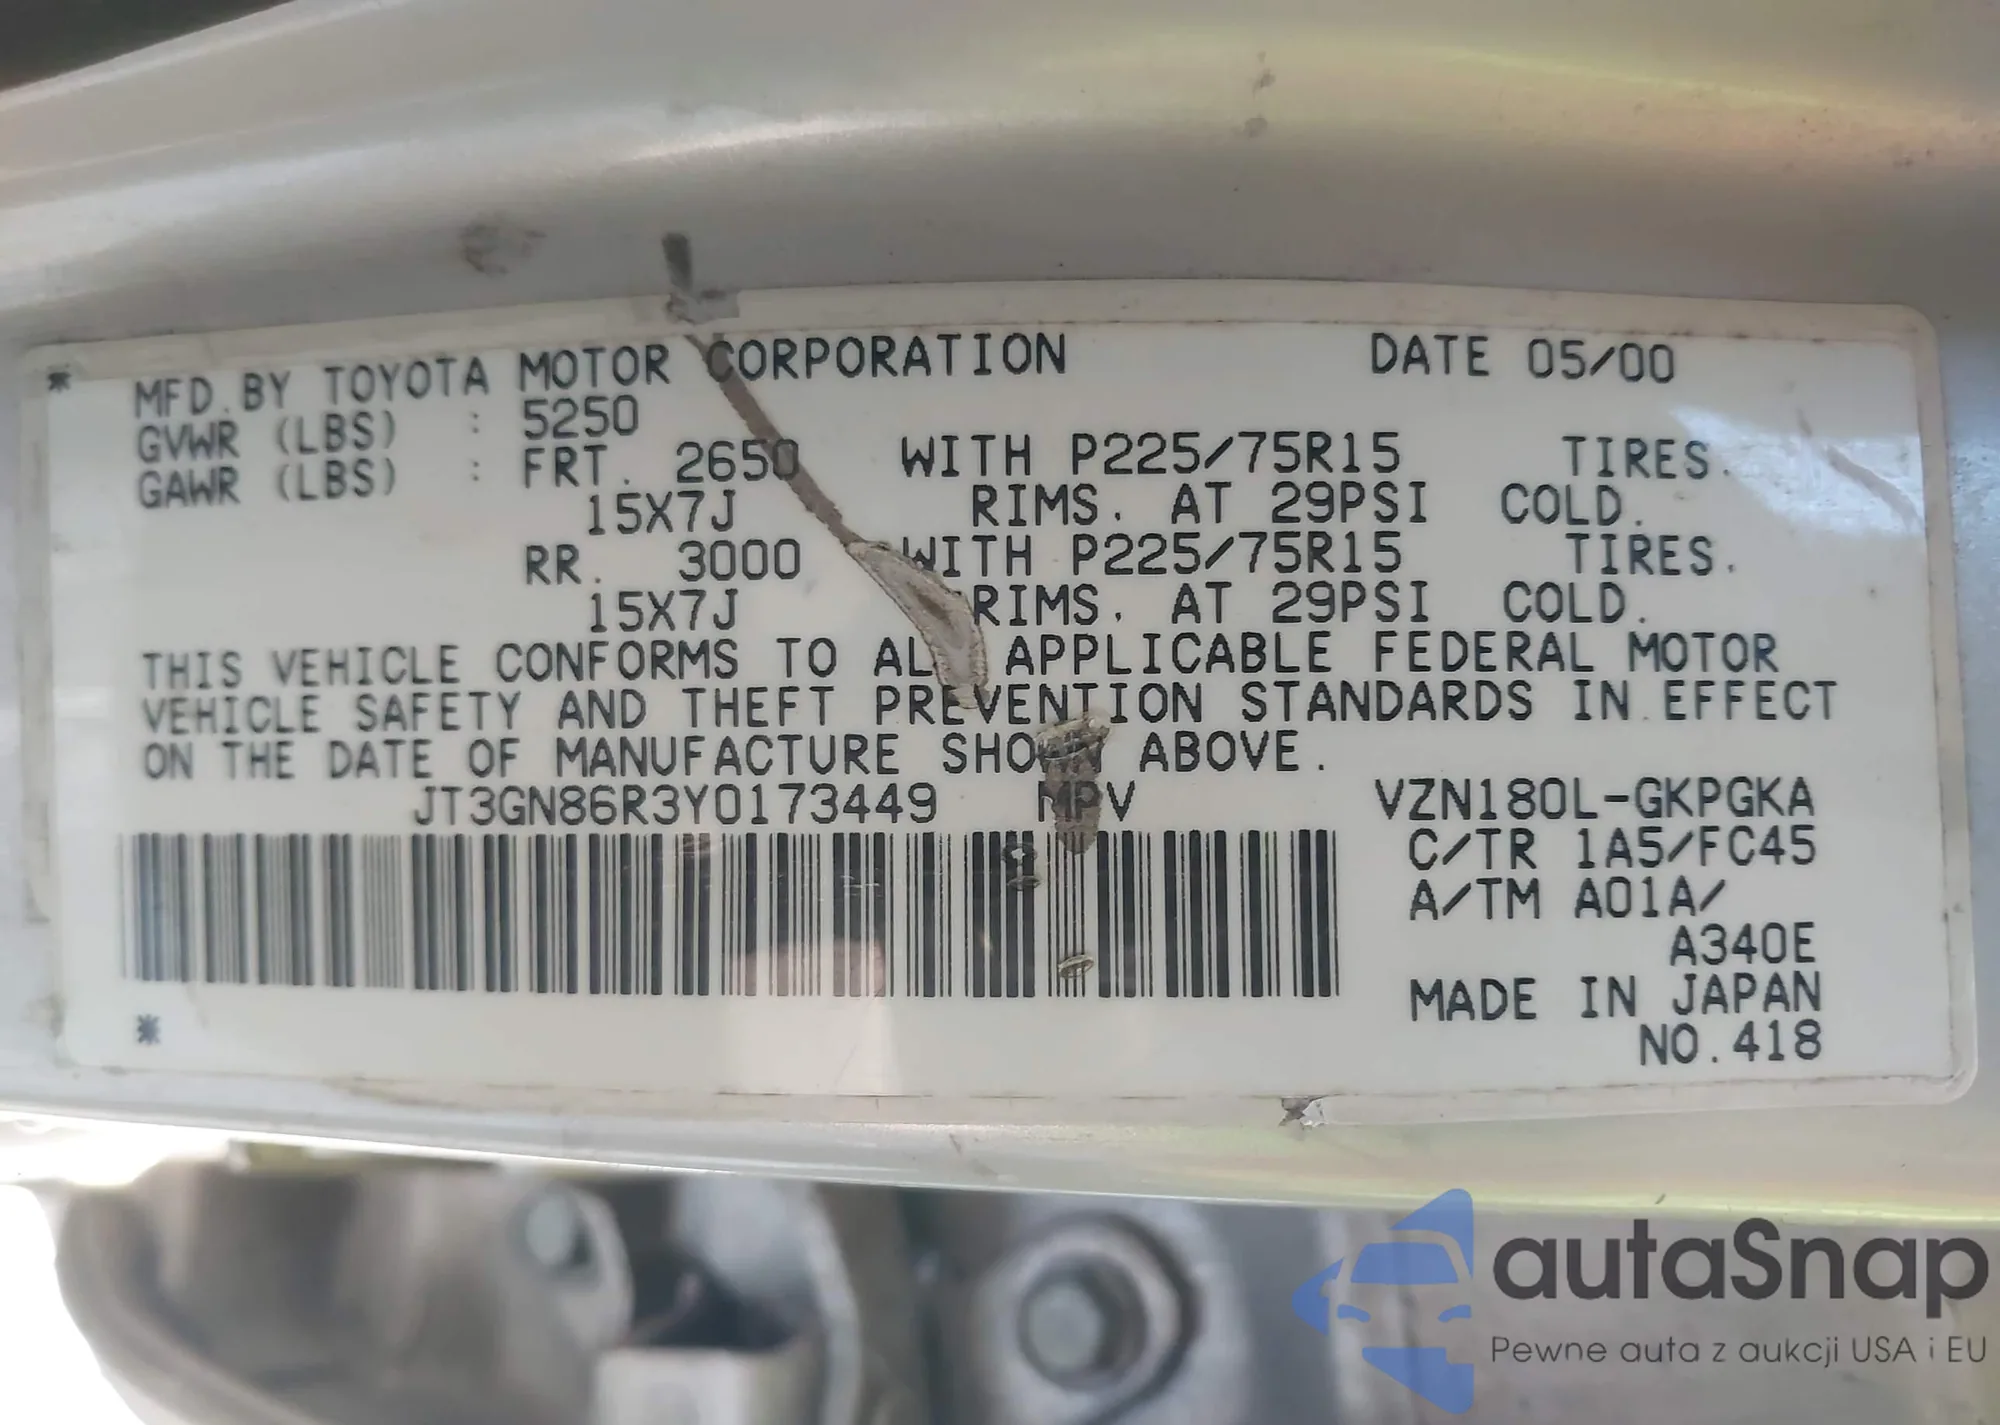 * MFD.BY TOYOTA MOTOR CORPORATION DATE 05/00
GVWR (LBS) : 5250
GAWR (LBS) : FRT. 2650 WITH P225/75R15 TIRES.
15X7J RIMS. AT 29PSI COLD.
RR. 3000 WITH P225/75R15 TIRES.
15X7J RIMS. AT 29PSI COLD.
THIS VEHICLE CONFORMS TO ALL APPLICABLE FEDERAL MOTOR
VEHICLE SAFETY AND THEFT PREVENTION STANDARDS IN EFFECT
ON THE DATE OF MANUFACTURE SHOWN ABOVE.
JT3GN86R3Y0173449 MPV VZN180L-GKPGKA
C/TR 1A5/FC45
A/TM A01A/
A340E
MADE IN JAPAN
* NO.418
autaSnap
Pewne auta z aukcji USA i EU